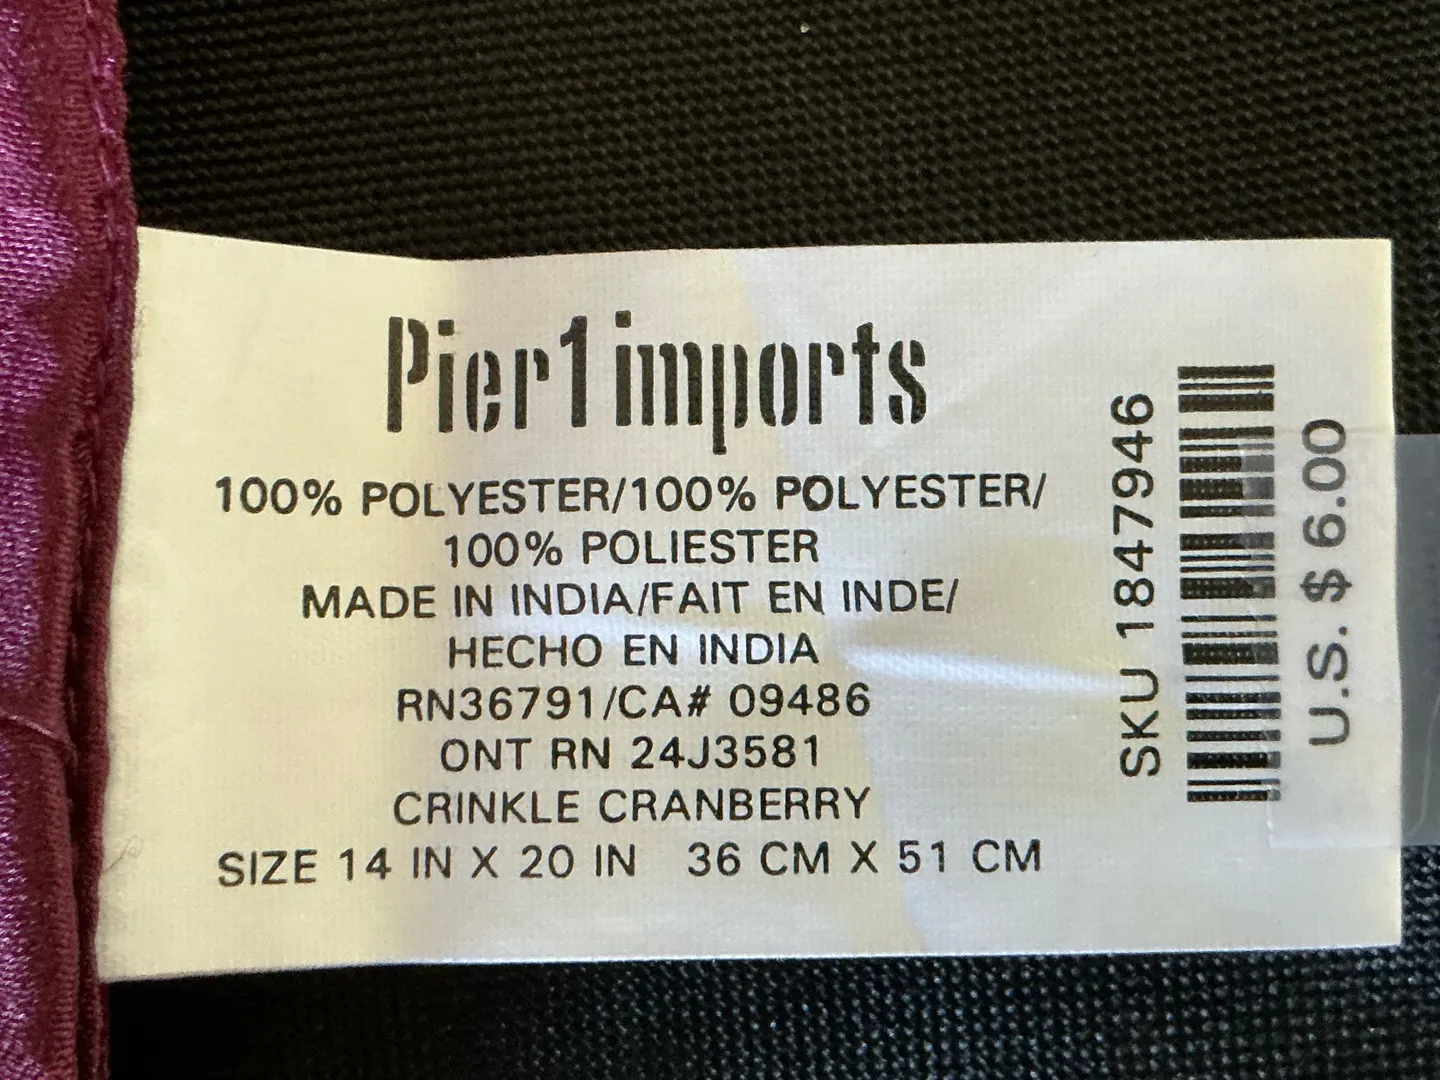 Pier1imports
100% POLYESTER/100% POLYESTER/
100% POLIESTER
MADE IN INDIA/FAIT EN INDE/
HECHO EN INDIA
RN36791/CA# 09486
ONT RN 24J3581
CRINKLE CRANBERRY
SIZE 14 IN X 20 IN 36 CM X 51 CM
SKU 1847946
U.S. $ 6.00